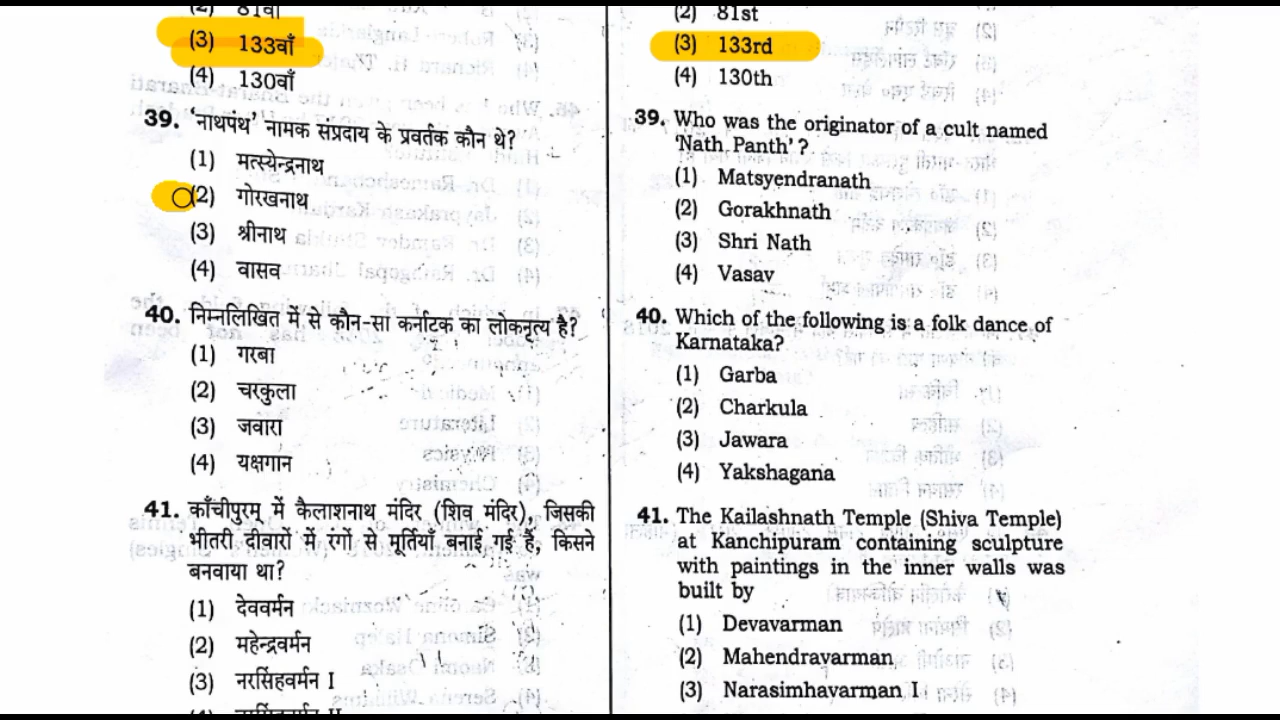 (2) 81वाँ
(3) 133वाँ
(4) 130वाँ
39. 'नाथपंथ' नामक संप्रदाय के प्रवर्तक कौन थे?
(1) मत्स्येन्द्रनाथ
(2) गोरखनाथ
(3) श्रीनाथ
(4) वासव
40. निम्नलिखित में से कौन-सा कर्नाटक का लोकनृत्य है?
(1) गरबा
(2) चरकुला
(3) जवारा
(4) यक्षगान
41. काँचीपुरम् में कैलाशनाथ मंदिर (शिव मंदिर), जिसकी
भीतरी दीवारों में रंगों से मूर्तियाँ बनाई गई हैं, किसने
बनवाया था?
(1) देववर्मन
(2) महेन्द्रवर्मन
(3) नरसिंहवर्मन I
(2) 81st
(3) 133rd
(4) 130th
39. Who was the originator of a cult named
'Nath Panth'?
(1) Matsyendranath
(2) Gorakhnath
(3) Shri Nath
(4) Vasav
40. Which of the following is a folk dance of
Karnataka?
(1) Garba
(2) Charkula
(3) Jawara
(4) Yakshagana
41. The Kailashnath Temple (Shiva Temple)
at Kanchipuram containing sculpture
with paintings in the inner walls was
built by
(1) Devavarman
(2) Mahendravarman
(3) Narasimhavarman I